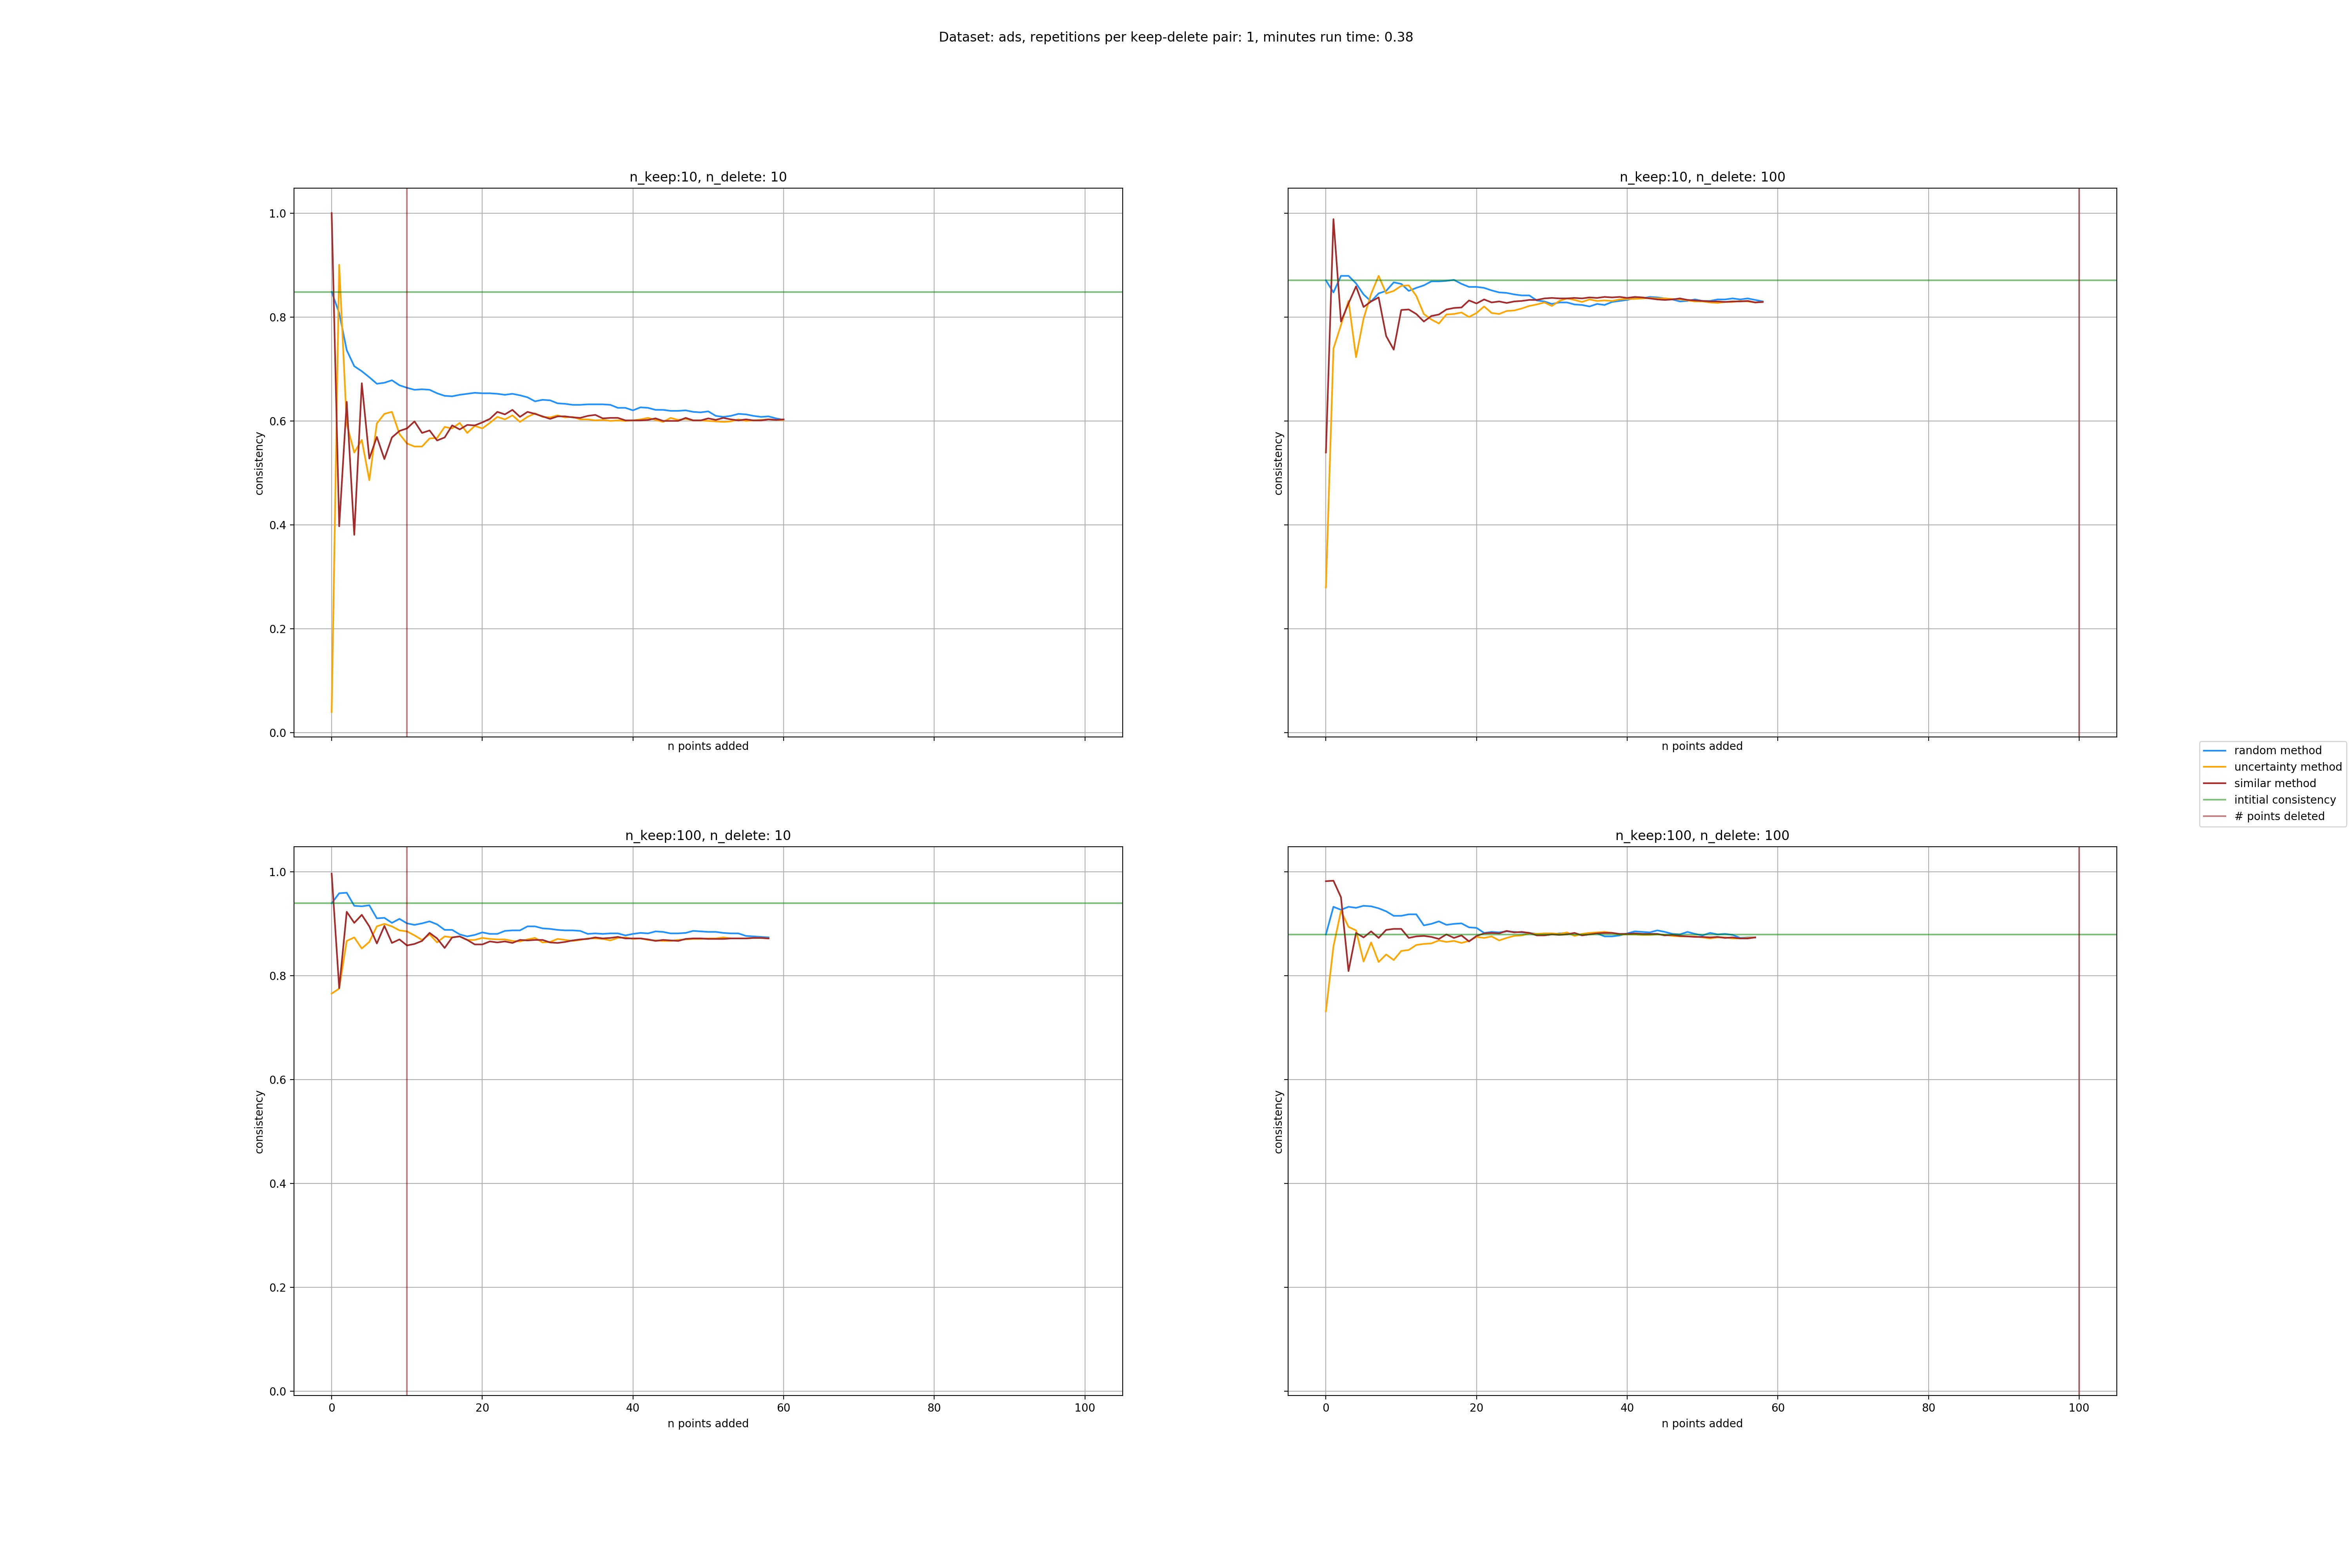 Dataset: ads, repetitions per keep-delete pair: 1, minutes run time: 0.38
n_keep:10, n_delete: 10
1.0
0.8
0.6
0.4
0.2
0.0
consistency
n points added
n_keep:10, n_delete: 100
consistency
n points added
random method
uncertainty method
similar method
intitial consistency
# points deleted
n_keep:100, n_delete: 10
1.0
0.8
0.6
0.4
0.2
0.0
consistency
0 20 40 60 80 100
n points added
n_keep:100, n_delete: 100
consistency
0 20 40 60 80 100
n points added